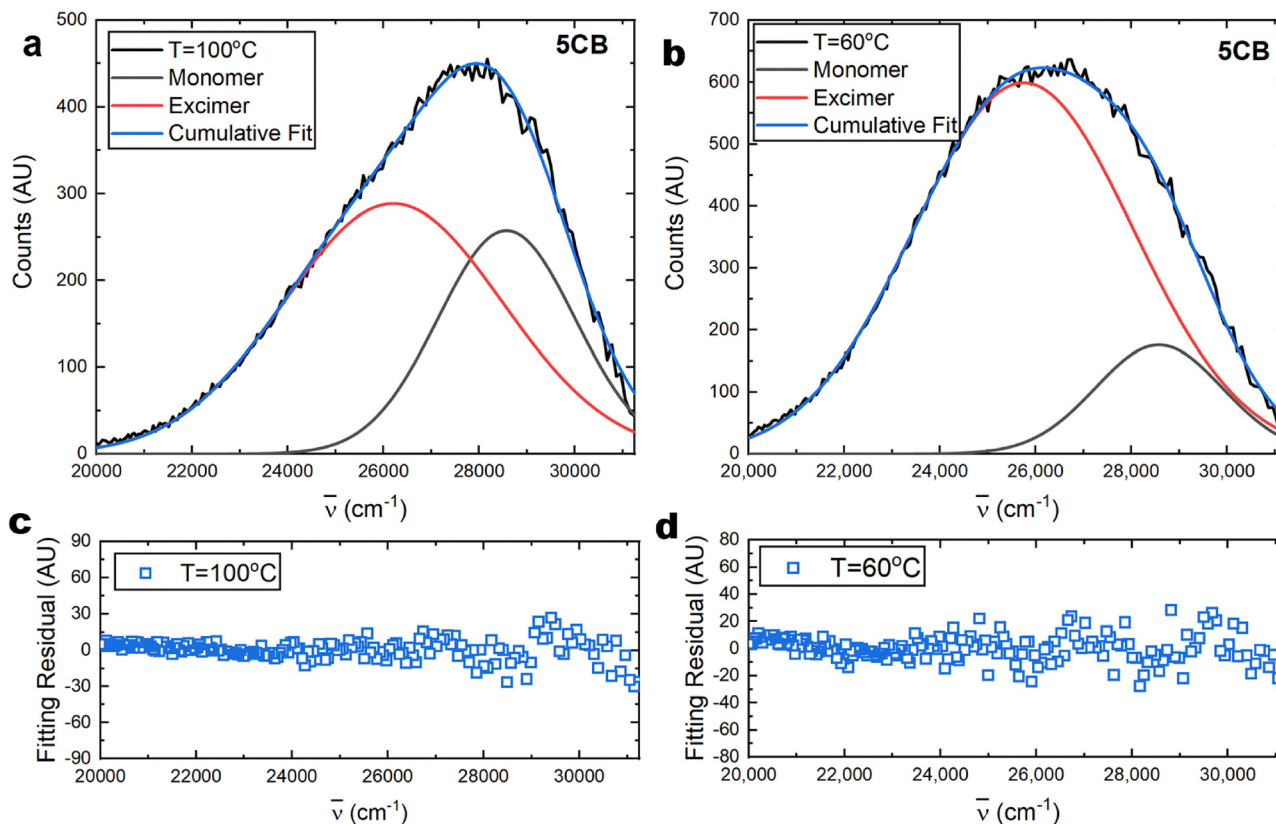 a
T=100°C
Monomer
Excimer
Cumulative Fit
5CB
500
400
300
200
100
0
Counts (AU)
20000 22000 24000 26000 28000 30000
ν̅ (cm⁻¹)
b
T=60°C
Monomer
Excimer
Cumulative Fit
5CB
700
600
500
400
300
200
100
0
Counts (AU)
20,000 22,000 24,000 26,000 28,000 30,000
ν̅ (cm⁻¹)
c
T=100°C
90
60
30
0
-30
-60
-90
Fitting Residual (AU)
20000 22000 24000 26000 28000 30000
ν̅ (cm⁻¹)
d
T=60°C
80
60
40
20
0
-20
-40
-60
-80
Fitting Residual (AU)
20,000 22,000 24,000 26,000 28,000 30,000
ν̅ (cm⁻¹)